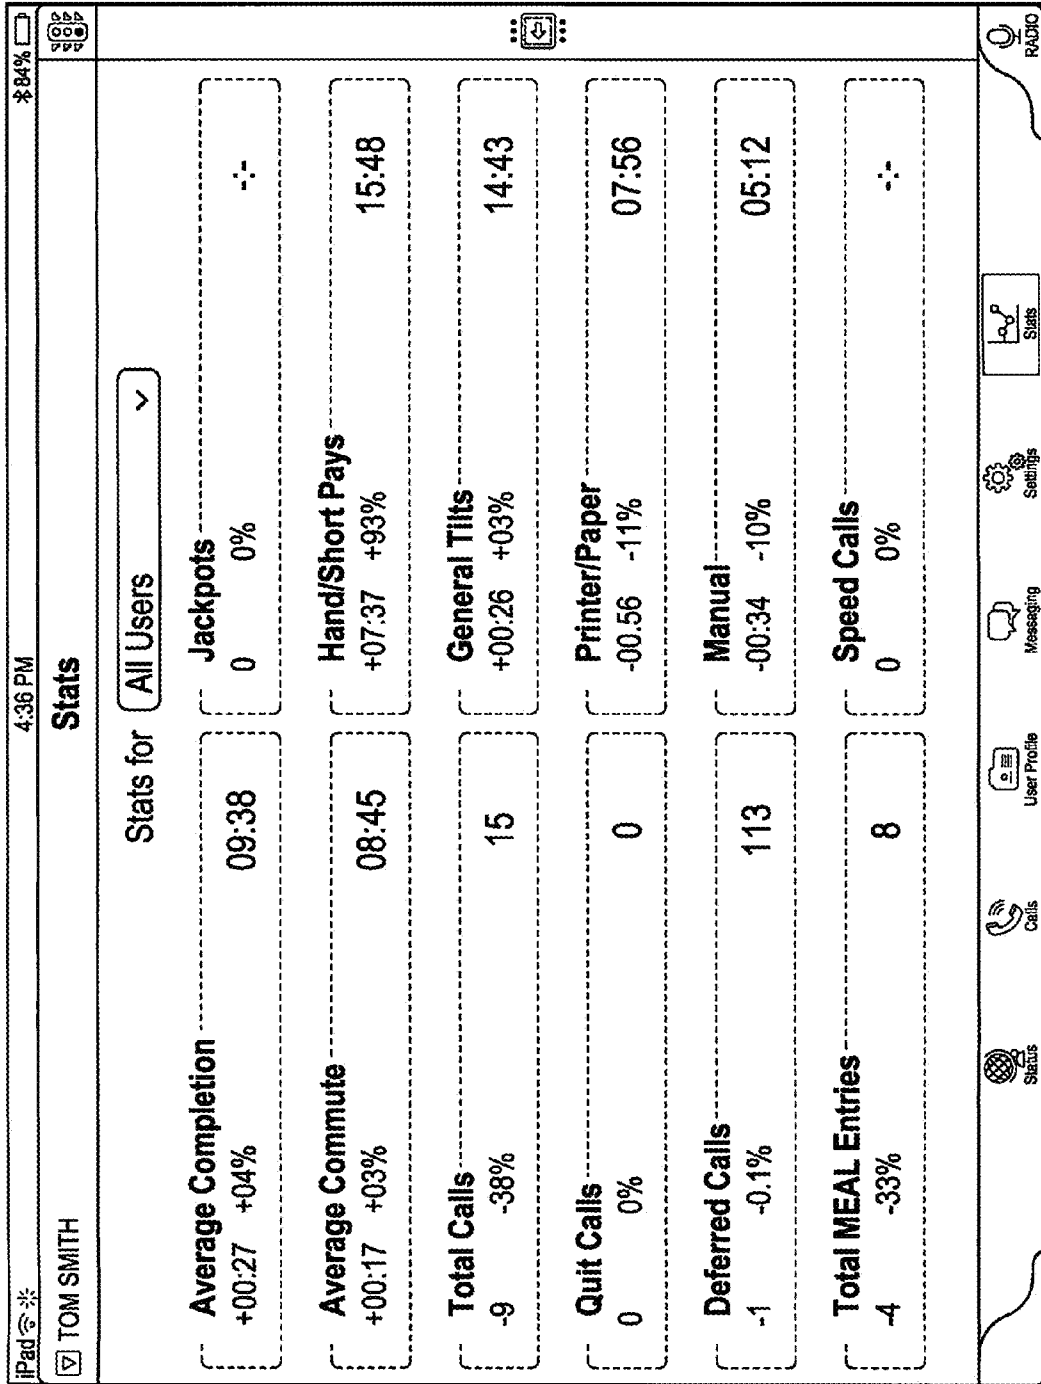 iPad 4:36 PM 84%
TOM SMITH Stats
Stats for All Users
Average Completion
+00:27 +04% 09:38
Jackpots
0 0% -:-
Average Commute
+00:17 +03% 08:45
Hand/Short Pays
+07:37 +93% 15:48
Total Calls
-9 -38% 15
General Tilts
+00:26 +03% 14:43
Quit Calls
0 0% 0
Printer/Paper
-00.56 -11% 07:56
Deferred Calls
-1 -0.1% 113
Manual
-00:34 -10% 05:12
Total MEAL Entries
-4 -33% 8
Speed Calls
0 0% -:-
Status Calls User Profile Messaging Settings Stats RADIO